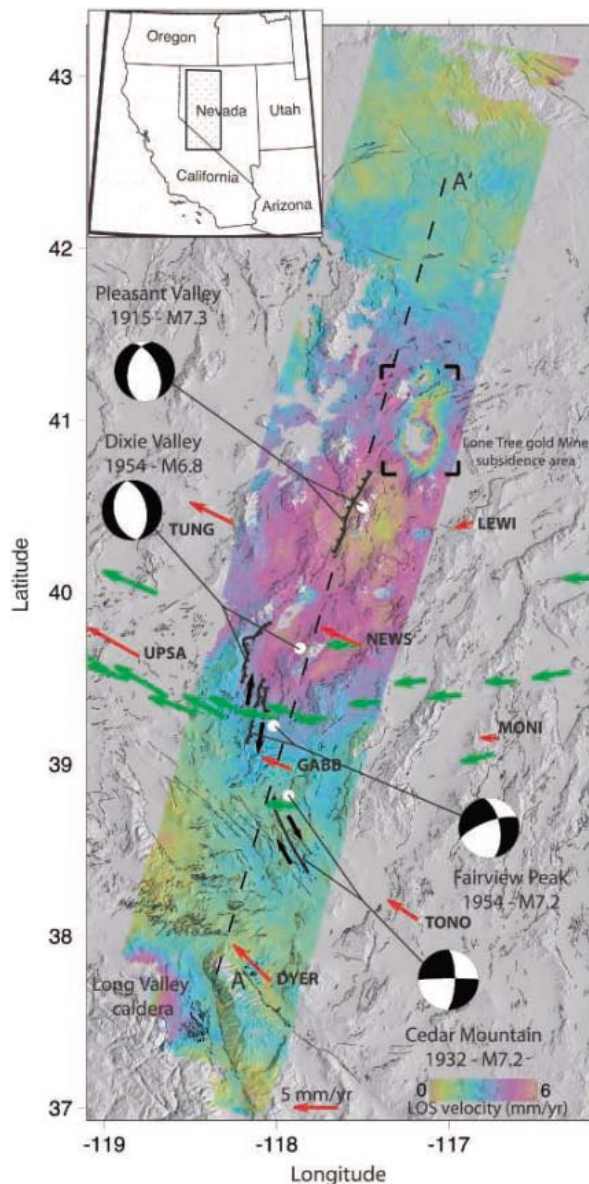 Oregon
Nevada
Utah
California
Arizona
43
42
41
40
39
38
37
Latitude
A'
Pleasant Valley
1915 - M7.3
Dixie Valley
1954 - M6.8
Lone Tree gold Mine
subsidence area
TUNG
LEWI
UPSA
NEWS
MONI
GABB
Fairview Peak
1954 - M7.2
TONO
Long Valley
caldera
A
DYER
Cedar Mountain
1932 - M7.2
0
6
LOS velocity (mm/yr)
5 mm/yr
-119
-118
-117
Longitude